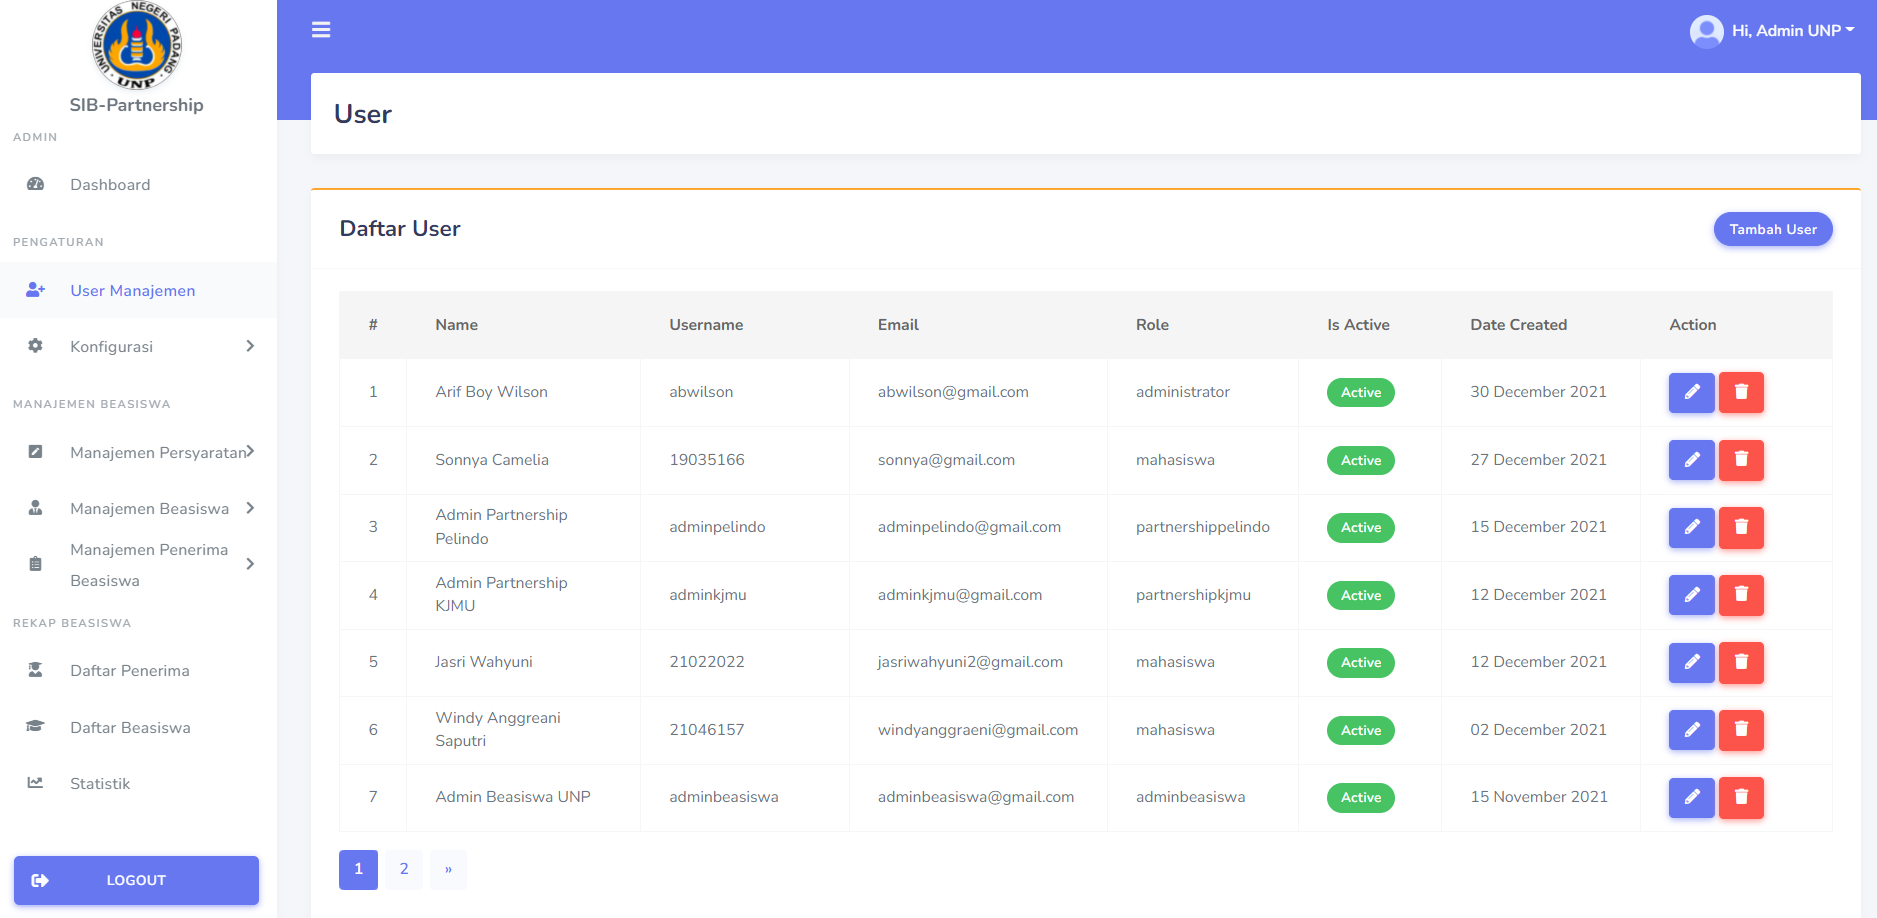 UNIVERSITAS NEGERI PADANG
UNP
SIB-Partnership
ADMIN
Dashboard
PENGATURAN
User Manajemen
Konfigurasi
MANAJEMEN BEASISWA
Manajemen Persyaratan
Manajemen Beasiswa
Manajemen Penerima
Beasiswa
REKAP BEASISWA
Daftar Penerima
Daftar Beasiswa
Statistik
LOGOUT
Hi, Admin UNP
User
Daftar User
Tambah User
# Name Username Email Role Is Active Date Created Action
1 Arif Boy Wilson abwilson abwilson@gmail.com administrator Active 30 December 2021
2 Sonnya Camelia 19035166 sonnya@gmail.com mahasiswa Active 27 December 2021
3 Admin Partnership Pelindo adminpelindo adminpelindo@gmail.com partnershippelindo Active 15 December 2021
4 Admin Partnership KJMU adminkjmu adminkjmu@gmail.com partnershipkjmu Active 12 December 2021
5 Jasri Wahyuni 21022022 jasriwahyuni2@gmail.com mahasiswa Active 12 December 2021
6 Windy Anggreani Saputri 21046157 windyanggraeni@gmail.com mahasiswa Active 02 December 2021
7 Admin Beasiswa UNP adminbeasiswa adminbeasiswa@gmail.com adminbeasiswa Active 15 November 2021
1 2 »